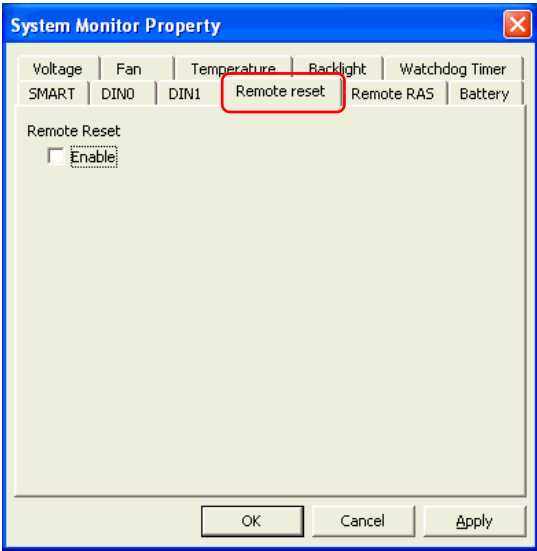 System Monitor Property
Voltage Fan Temperature Backlight Watchdog Timer
SMART DIN0 DIN1 Remote reset Remote RAS Battery
Remote Reset
Enable
OK Cancel Apply